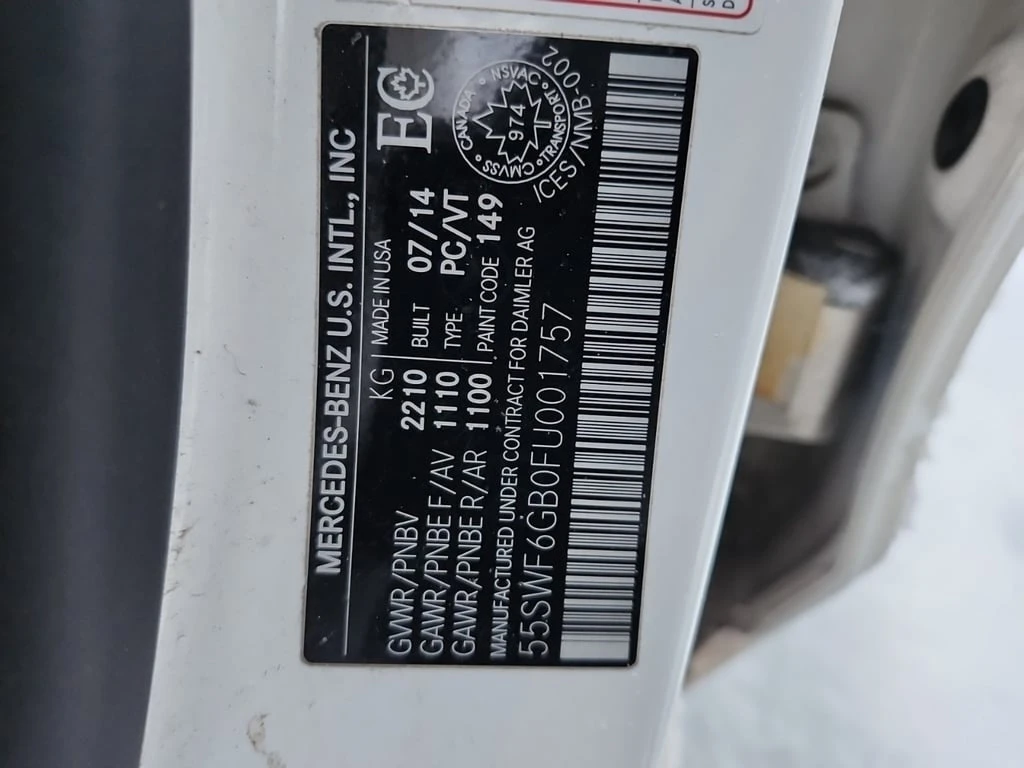 MERCEDES-BENZ U.S. INTL., INC
KG MADE IN USA
GVWR/PNBV 2210 BUILT 07/14
GAWR/PNBE F/AV 1110 TYPE: PC/VT
GAWR/PNBE R/AR 1100 PAINT CODE 149
MANUFACTURED UNDER CONTRACT FOR DAIMLER AG
55SWF6GB0FU001757
EC
CANADA • NSVAC • TRANSPORT • CMVSS
974
ICES/NMB-002